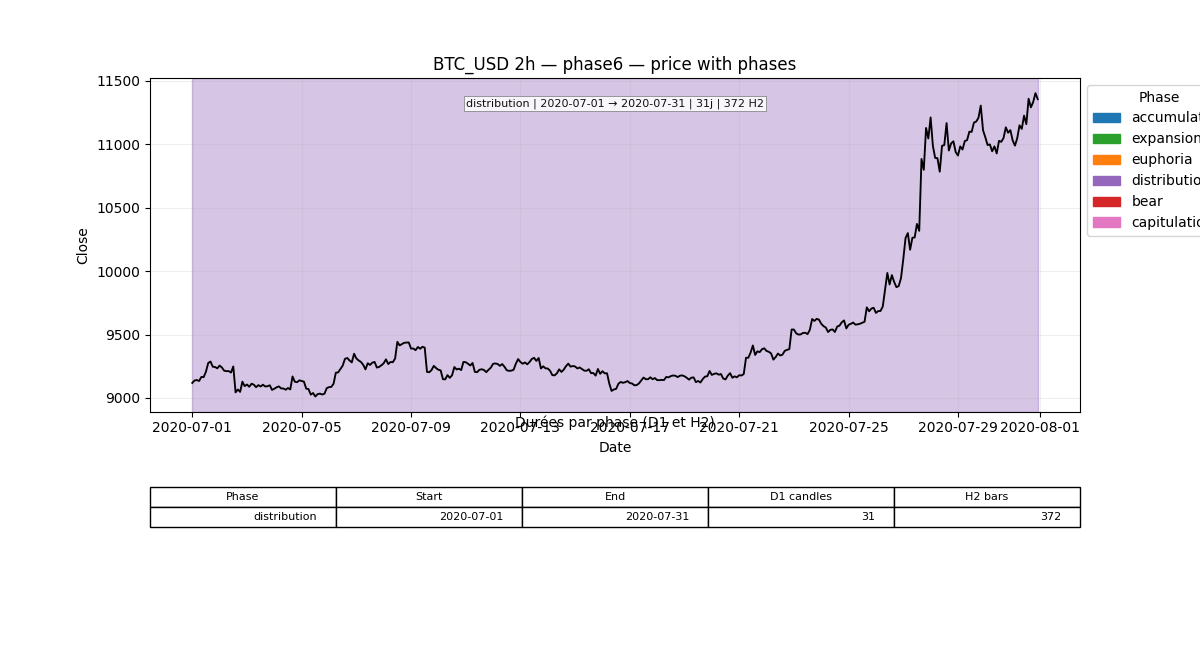 BTC_USD 2h — phase6 — price with phases
distribution | 2020-07-01 → 2020-07-31 | 31j | 372 H2
11500
11000
10500
10000
9500
9000
Close
Phase
accumulat
expansion
euphoria
distributio
bear
capitulatio
Durées par phase (D1 et H2)
2020-07-01 2020-07-05 2020-07-09 2020-07-13 2020-07-17 2020-07-21 2020-07-25 2020-07-29 2020-08-01
Date
Phase Start End D1 candles H2 bars
distribution 2020-07-01 2020-07-31 31 372